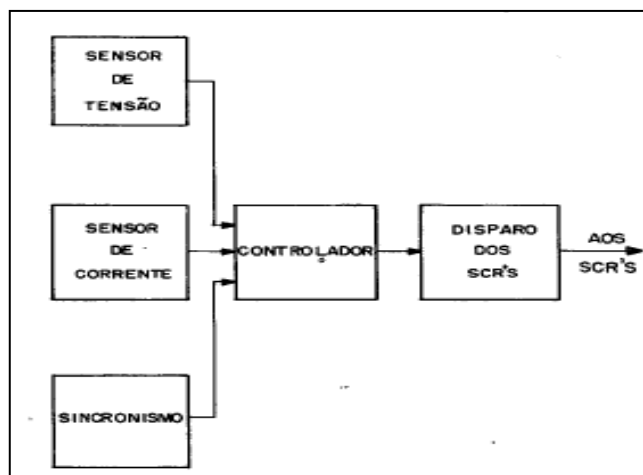 SENSOR
DE
TENSÃO
SENSOR
DE
CORRENTE
SINCRONISMO
CONTROLADOR
DISPARO
DOS
SCR'S
AOS
SCR'S